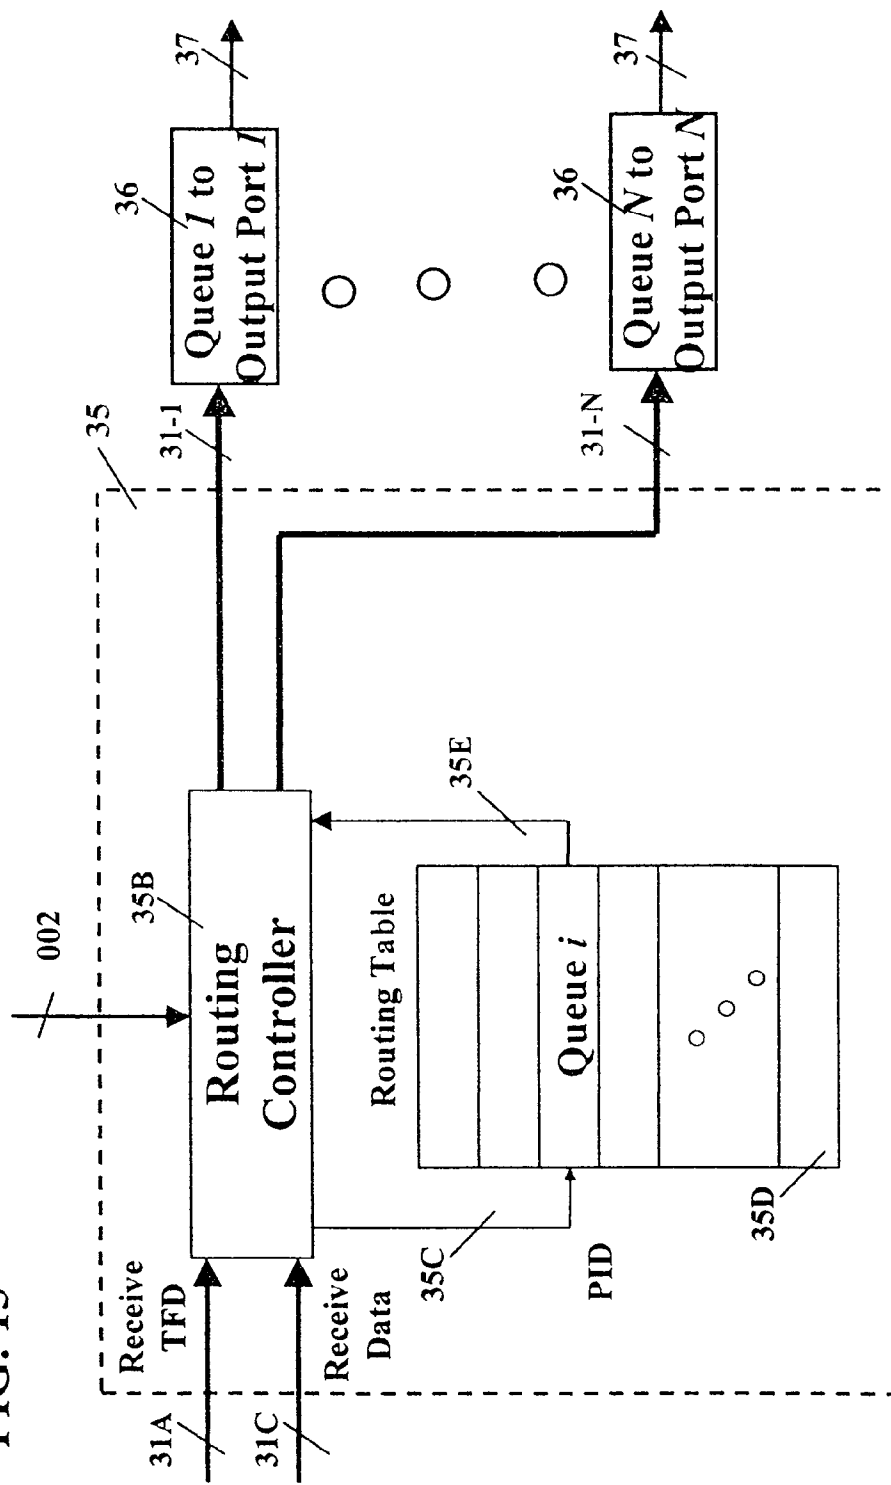 FIG. 15
002
35
35B
Routing
Controller
Receive
TFD
31A
31C
Receive
Data
35C
PID
Routing Table
Queue i
35D
35E
31-1
36
Queue 1 to
Output Port 1
37
31-N
36
Queue N to
Output Port N
37